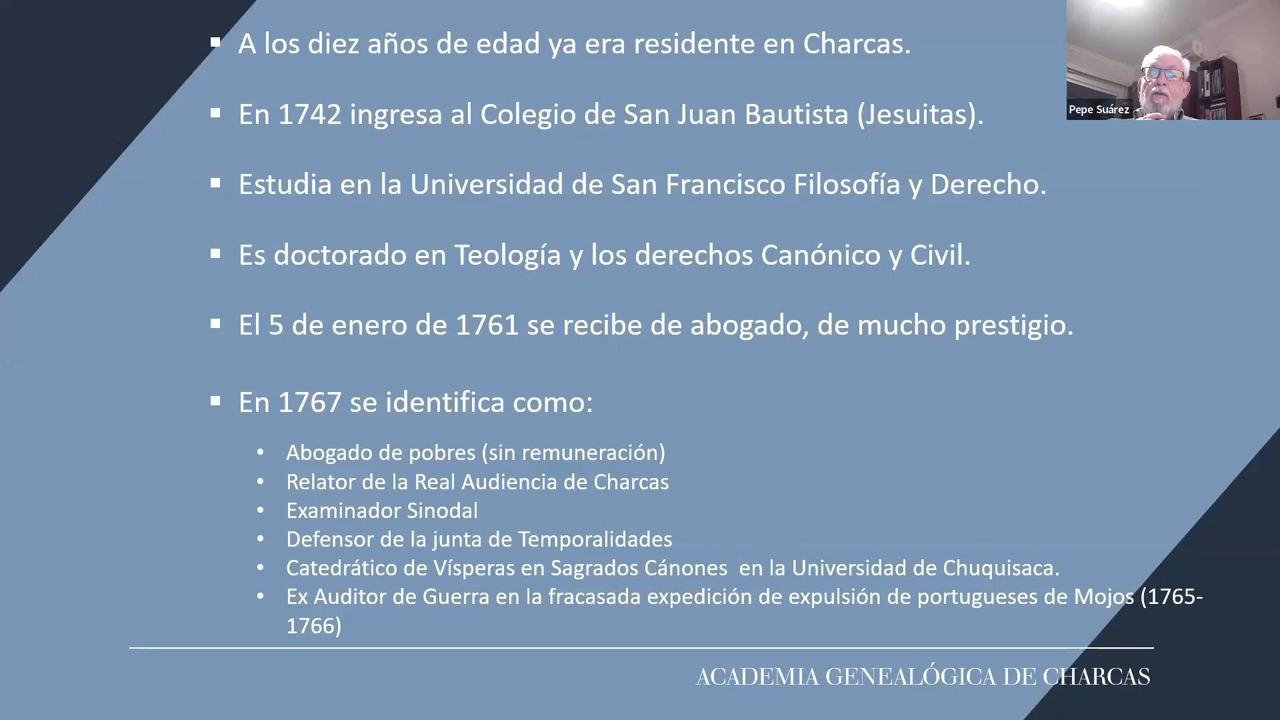 A los diez años de edad ya era residente en Charcas.
En 1742 ingresa al Colegio de San Juan Bautista (Jesuitas).
Pepe Suárez
Estudia en la Universidad de San Francisco Filosofía y Derecho.
Es doctorado en Teología y los derechos Canónico y Civil.
El 5 de enero de 1761 se recibe de abogado, de mucho prestigio.
En 1767 se identifica como:
Abogado de pobres (sin remuneración)
Relator de la Real Audiencia de Charcas
Examinador Sinodal
Defensor de la junta de Temporalidades
Catedrático de Vísperas en Sagrados Cánones en la Universidad de Chuquisaca.
Ex Auditor de Guerra en la fracasada expedición de expulsión de portugueses de Mojos (1765-
1766)
ACADEMIA GENEALÓGICA DE CHARCAS